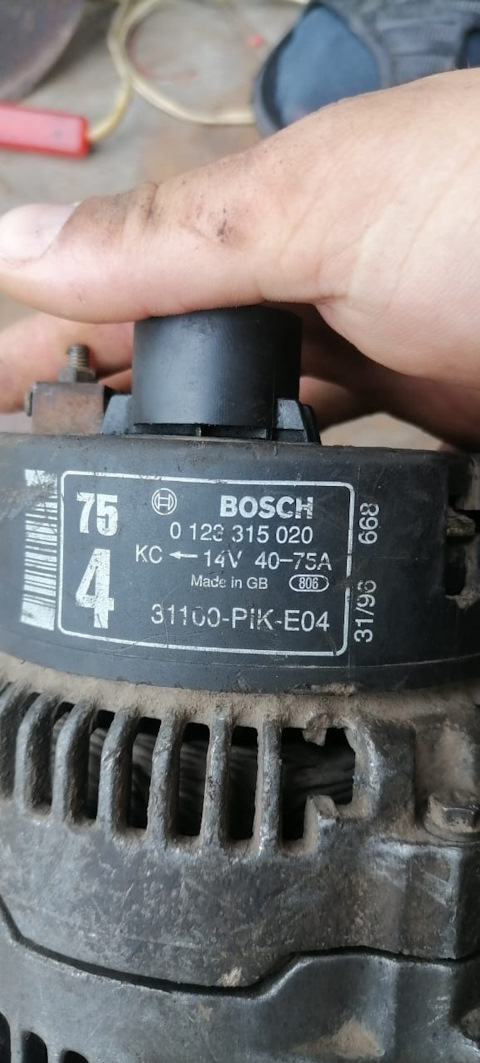 75
4
BOSCH
0 123 315 020
KC ← 14V 40-75A
Made in GB 806
31100-PIK-E04
31/96 668